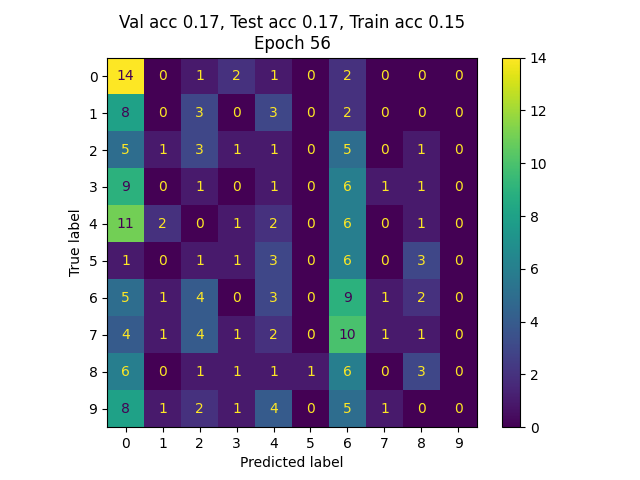 Val acc 0.17, Test acc 0.17, Train acc 0.15
Epoch 56
0 14 0 1 2 1 0 2 0 0 0
1 8 0 3 0 3 0 2 0 0 0
2 5 1 3 1 1 0 5 0 1 0
3 9 0 1 0 1 0 6 1 1 0
4 11 2 0 1 2 0 6 0 1 0
5 1 0 1 1 3 0 6 0 3 0
6 5 1 4 0 3 0 9 1 2 0
7 4 1 4 1 2 0 10 1 1 0
8 6 0 1 1 1 1 6 0 3 0
9 8 1 2 1 4 0 5 1 0 0
0 1 2 3 4 5 6 7 8 9
Predicted label
True label
14
12
10
8
6
4
2
0